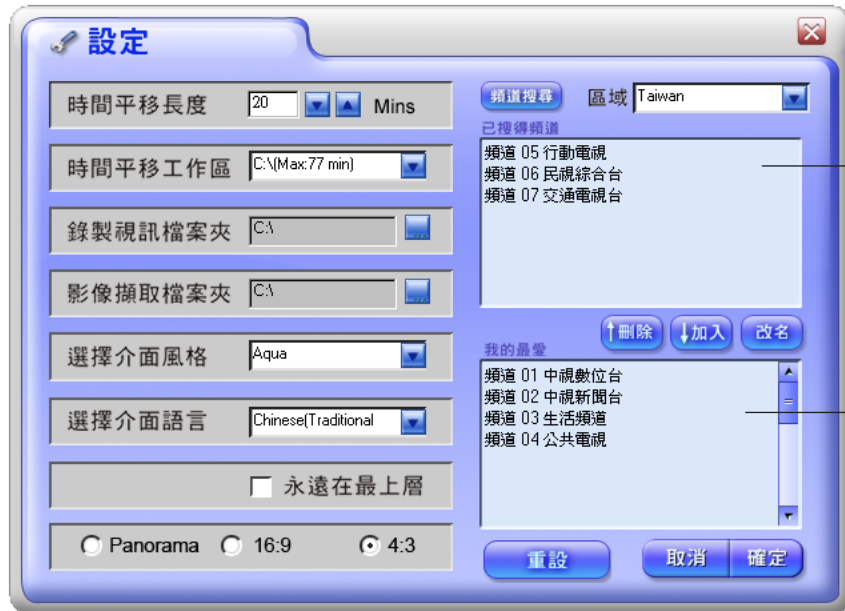 設定
時間平移長度 20 Mins
時間平移工作區 C:\(Max:77 min)
錄製視訊檔案夾 C:\
影像擷取檔案夾 C:\
選擇介面風格 Aqua
選擇介面語言 Chinese(Traditional
永遠在最上層
Panorama 16:9 4:3
頻道搜尋 區域 Taiwan
已搜得頻道
頻道 05 行動電視
頻道 06 民視綜合台
頻道 07 交通電視台
↑刪除 ↓加入 改名
我的最愛
頻道 01 中視數位台
頻道 02 中視新聞台
頻道 03 生活頻道
頻道 04 公共電視
重設 取消 確定